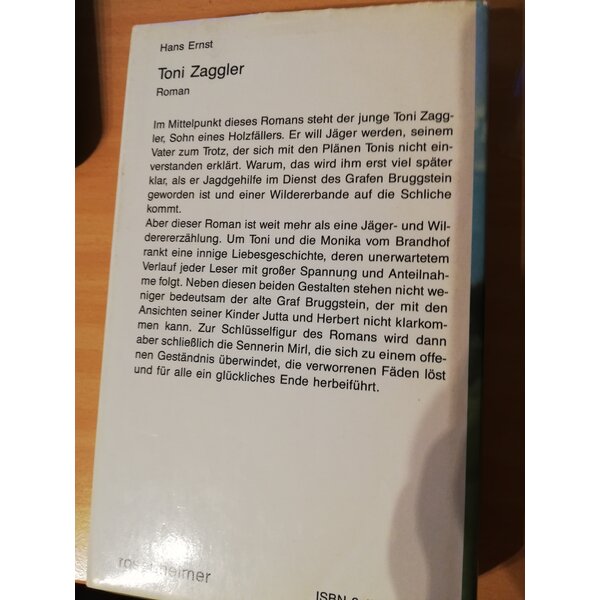 Hans Ernst
Toni Zaggler
Roman
Im Mittelpunkt dieses Romans steht der junge Toni Zagg-
ler, Sohn eines Holzfällers. Er will Jäger werden, seinem
Vater zum Trotz, der sich mit den Plänen Tonis nicht ein-
verstanden erklärt. Warum, das wird ihm erst viel später
klar, als er Jagdgehilfe im Dienst des Grafen Bruggstein
geworden ist und einer Wildererbande auf die Schliche
kommt.
Aber dieser Roman ist weit mehr als eine Jäger- und Wil-
derererzählung. Um Toni und die Monika vom Brandhof
rankt eine innige Liebesgeschichte, deren unerwartetem
Verlauf jeder Leser mit großer Spannung und Anteilnah-
me folgt. Neben diesen beiden Gestalten stehen nicht we-
niger bedeutsam der alte Graf Bruggstein, der mit den
Ansichten seiner Kinder Jutta und Herbert nicht klarkom-
men kann. Zur Schlüsselfigur des Romans wird dann
aber schließlich die Sennerin Mirl, die sich zu einem offe-
nen Geständnis überwindet, die verworrenen Fäden löst
und für alle ein glückliches Ende herbeiführt.
rosenheimer
ISBN